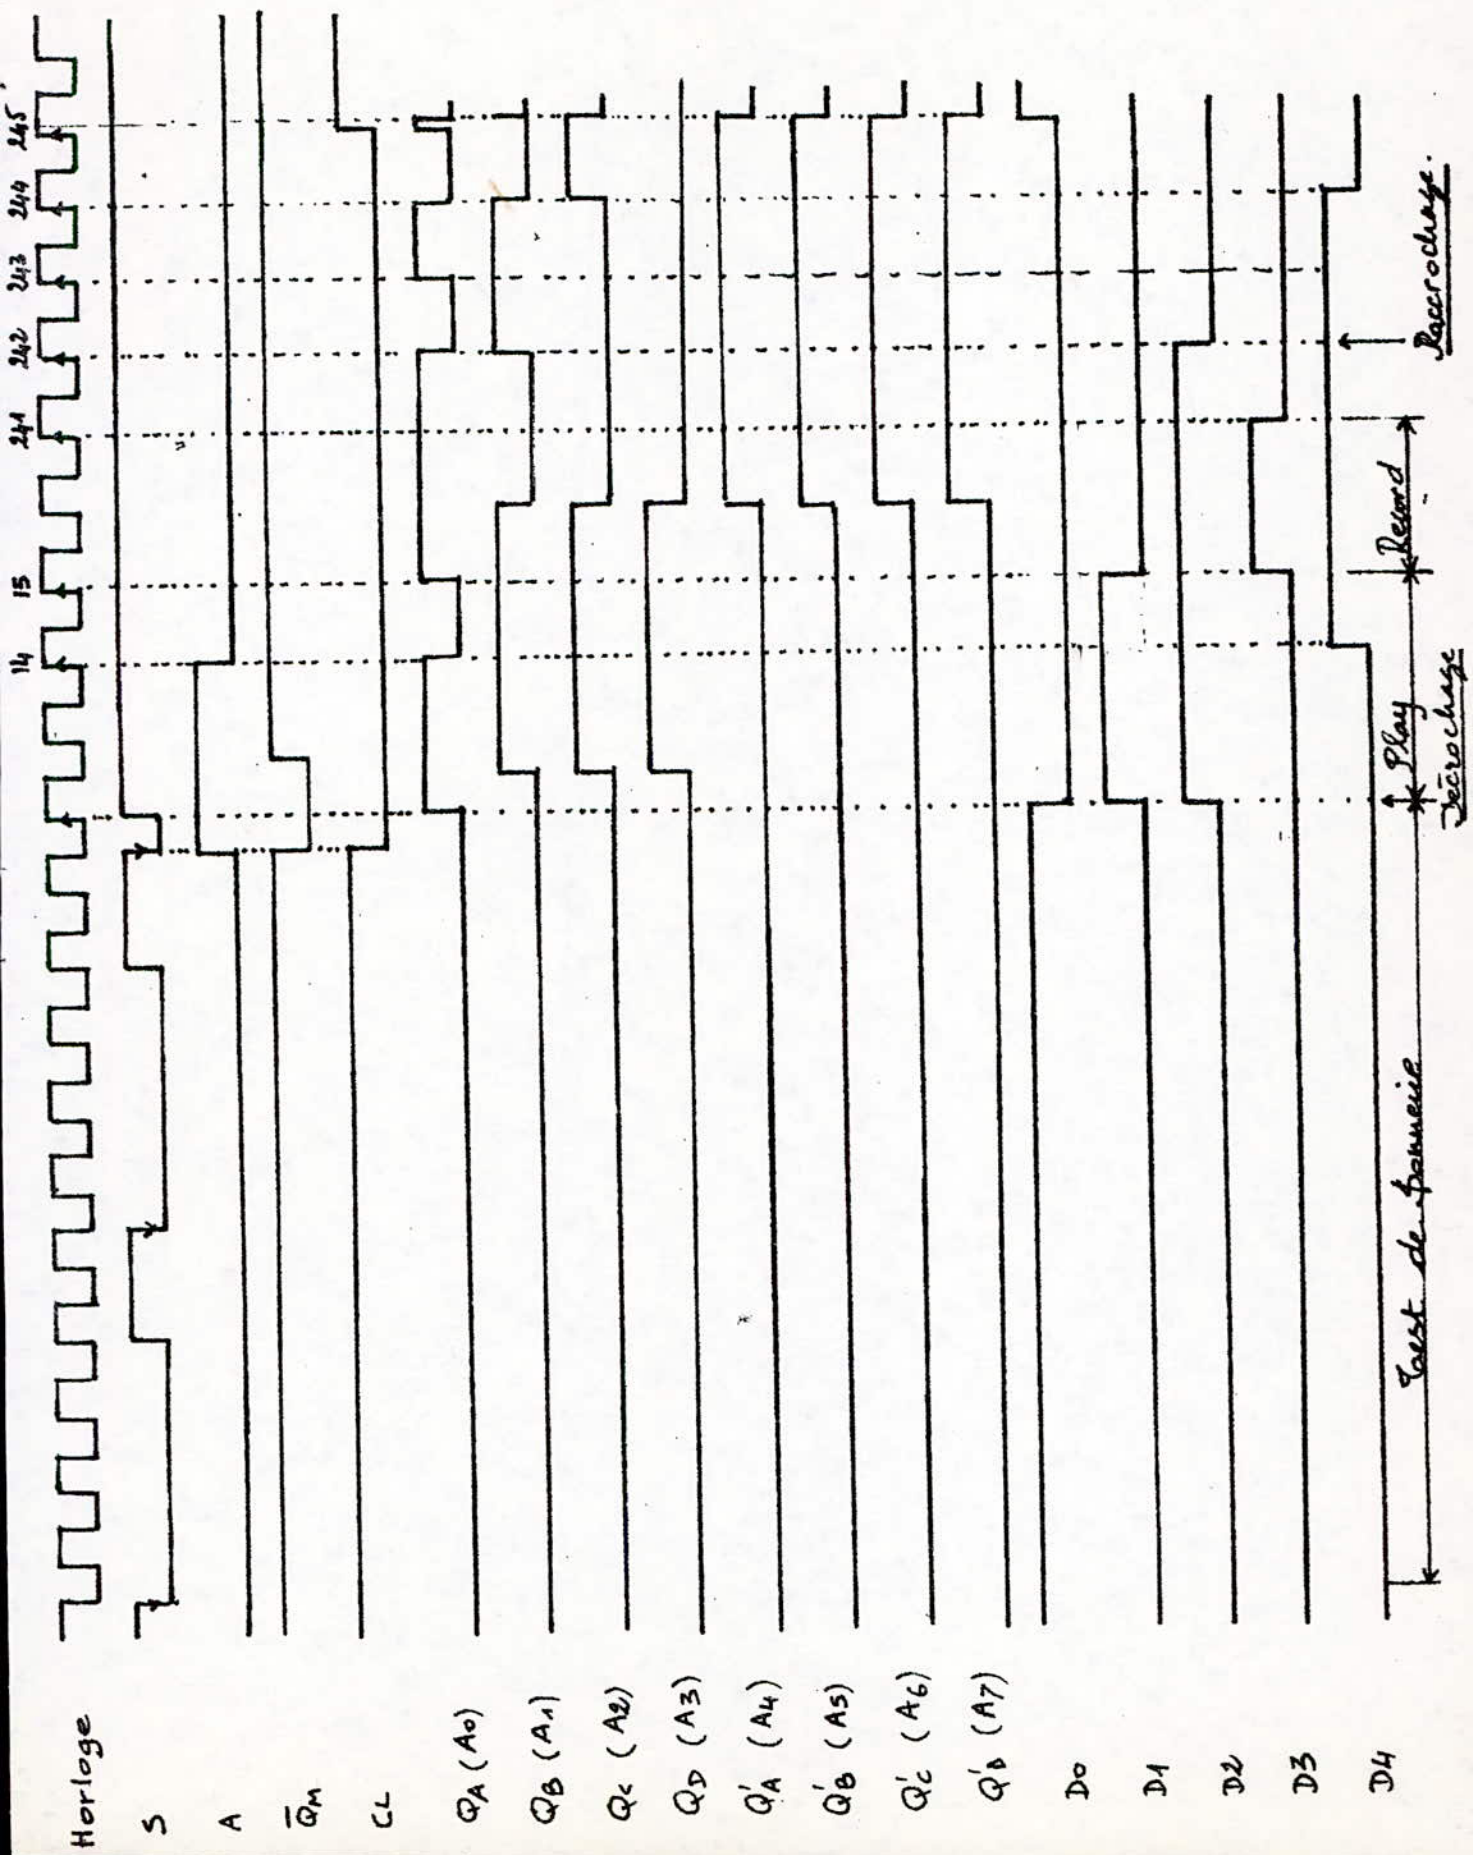 14 15 241 242 243 244 245'
Horloge
S
A
Q̅M
CL
QA (A0)
QB (A1)
QC (A2)
QD (A3)
Q'A (A4)
Q'B (A5)
Q'C (A6)
Q'D (A7)
D0
D1
D2
D3
D4
Test de sonnerie Play Record
Décrochage Raccrochage.